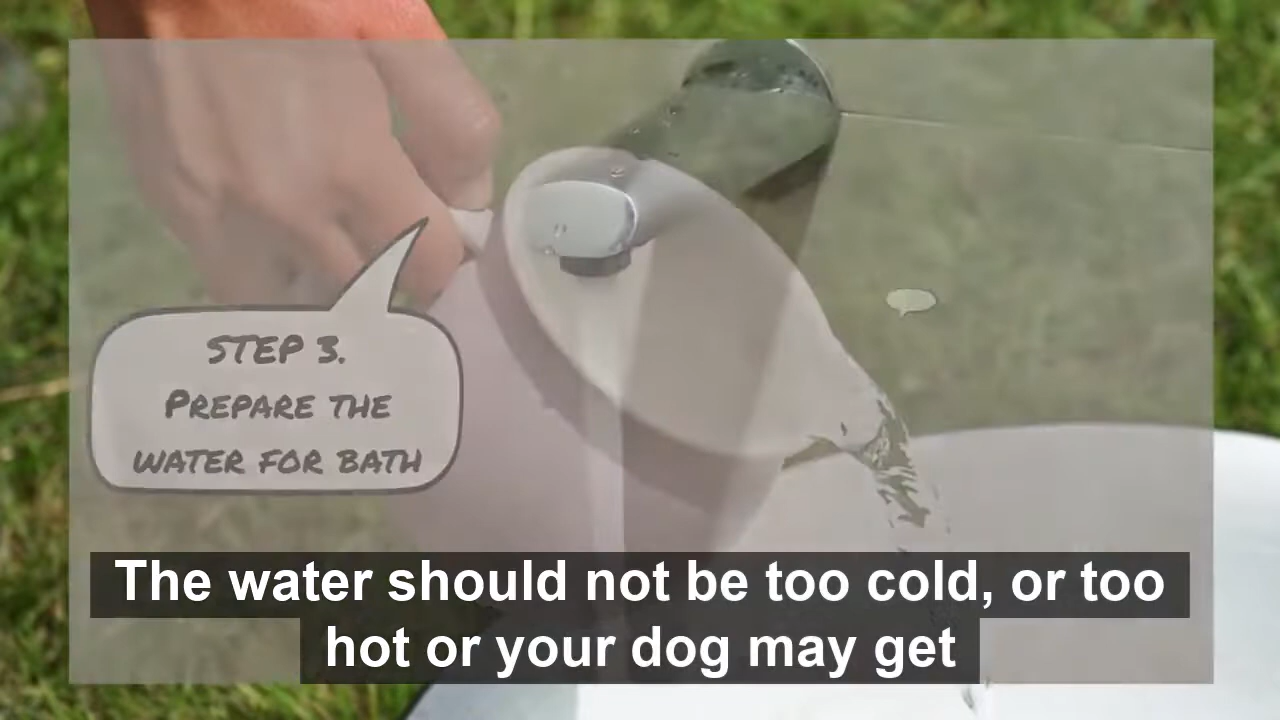 STEP 3.
PREPARE THE
WATER FOR BATH
The water should not be too cold, or too
hot or your dog may get